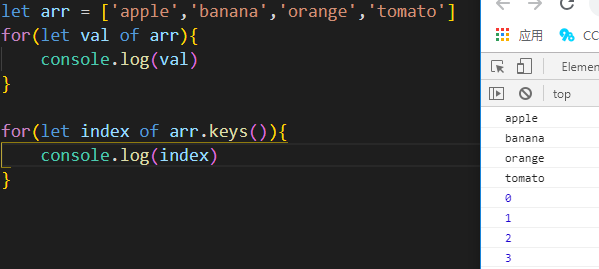 let arr = ['apple','banana','orange','tomato']
for(let val of arr){
    console.log(val)
}
for(let index of arr.keys()){
    console.log(index)
}
应用
CC
Elemen
top
apple
banana
orange
tomato
0
1
2
3